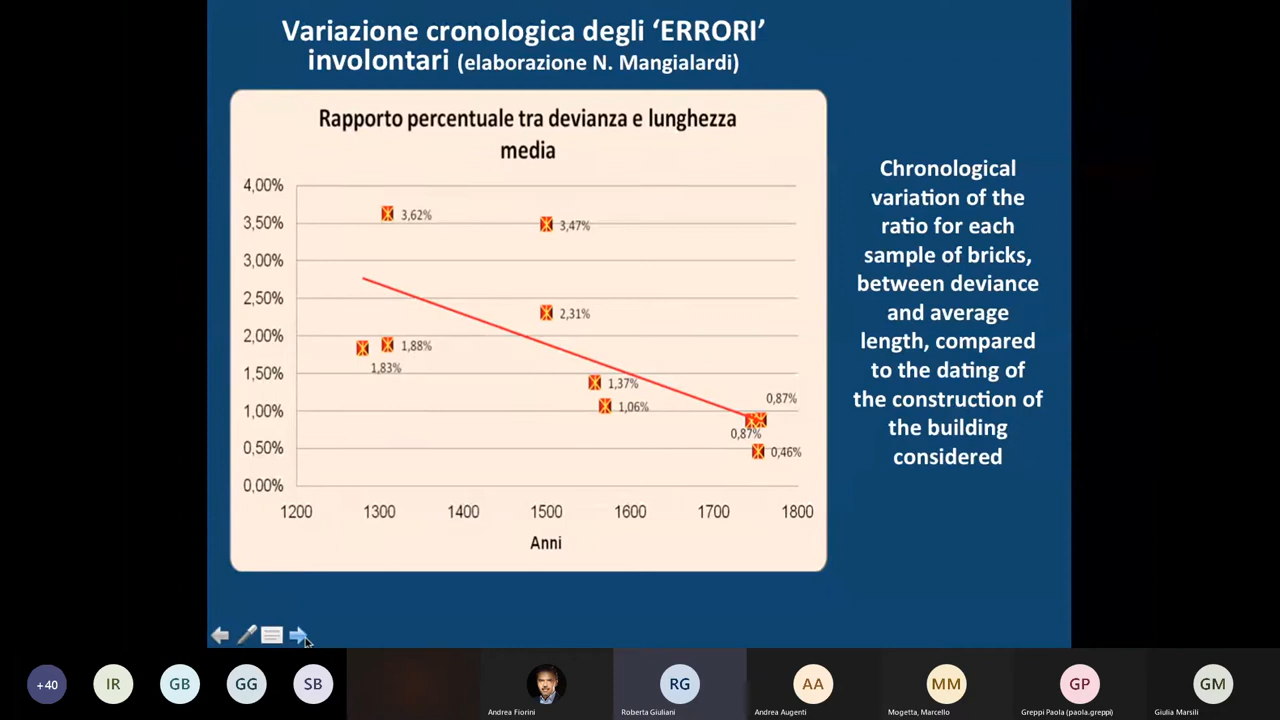 Variazione cronologica degli ‘ERRORI’
involontari (elaborazione N. Mangialardi)
Rapporto percentuale tra devianza e lunghezza
media
4,00%
3,50%
3,00%
2,50%
2,00%
1,50%
1,00%
0,50%
0,00%
3,62%
3,47%
2,31%
1,88%
1,83%
1,37%
1,06%
0,87%
0,87%
0,46%
1200 1300 1400 1500 1600 1700 1800
Anni
Chronological
variation of the
ratio for each
sample of bricks,
between deviance
and average
length, compared
to the dating of
the construction of
the building
considered
+40
IR
GB
GG
SB
Andrea Fiorini
RG
Roberta Giuliani
AA
Andrea Augenti
MM
Mogetta, Marcello
GP
Greppi Paola (paola.greppi)
GM
Giulia Marsili